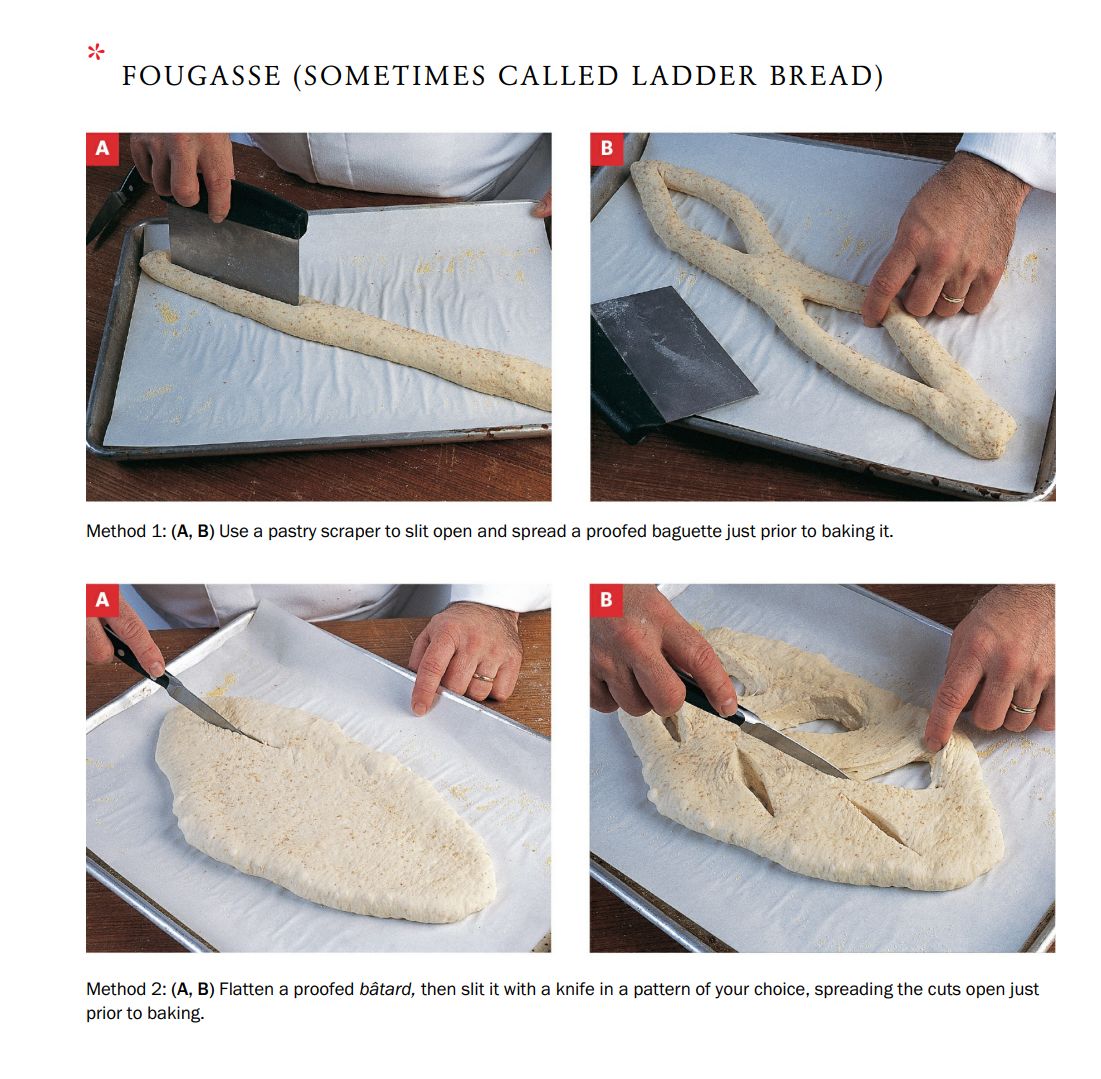 * FOUGASSE (SOMETIMES CALLED LADDER BREAD)
A
B
Method 1: (A, B) Use a pastry scraper to slit open and spread a proofed baguette just prior to baking it.
A
B
Method 2: (A, B) Flatten a proofed bâtard, then slit it with a knife in a pattern of your choice, spreading the cuts open just
prior to baking.